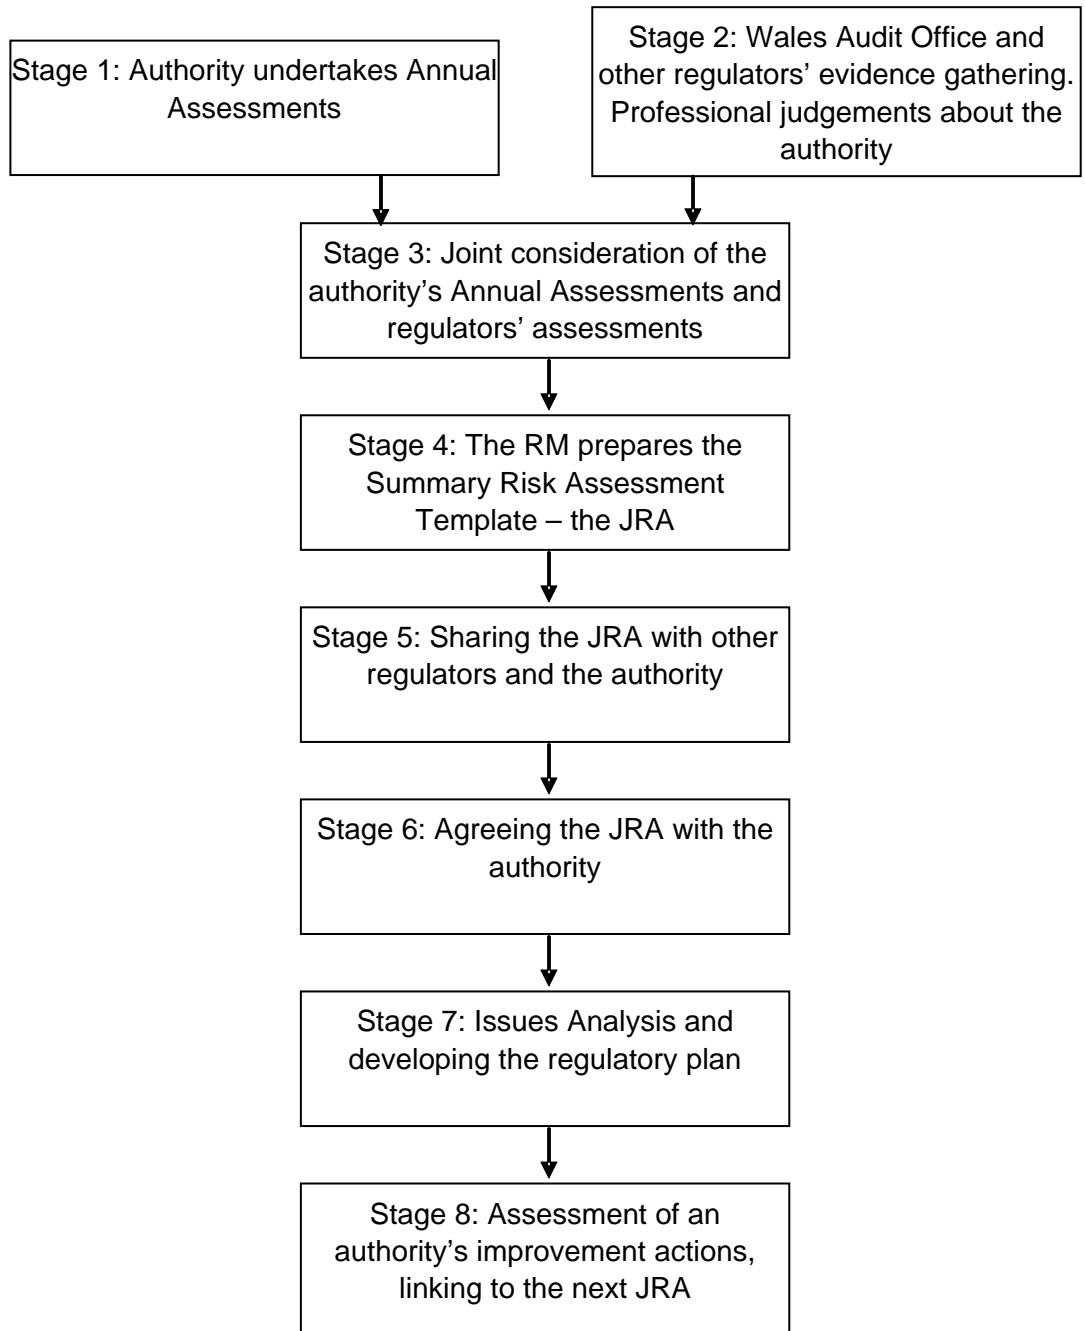 Stage 1: Authority undertakes Annual
Assessments
Stage 2: Wales Audit Office and
other regulators’ evidence gathering.
Professional judgements about the
authority
Stage 3: Joint consideration of the
authority’s Annual Assessments and
regulators’ assessments
Stage 4: The RM prepares the
Summary Risk Assessment
Template – the JRA
Stage 5: Sharing the JRA with other
regulators and the authority
Stage 6: Agreeing the JRA with the
authority
Stage 7: Issues Analysis and
developing the regulatory plan
Stage 8: Assessment of an
authority’s improvement actions,
linking to the next JRA